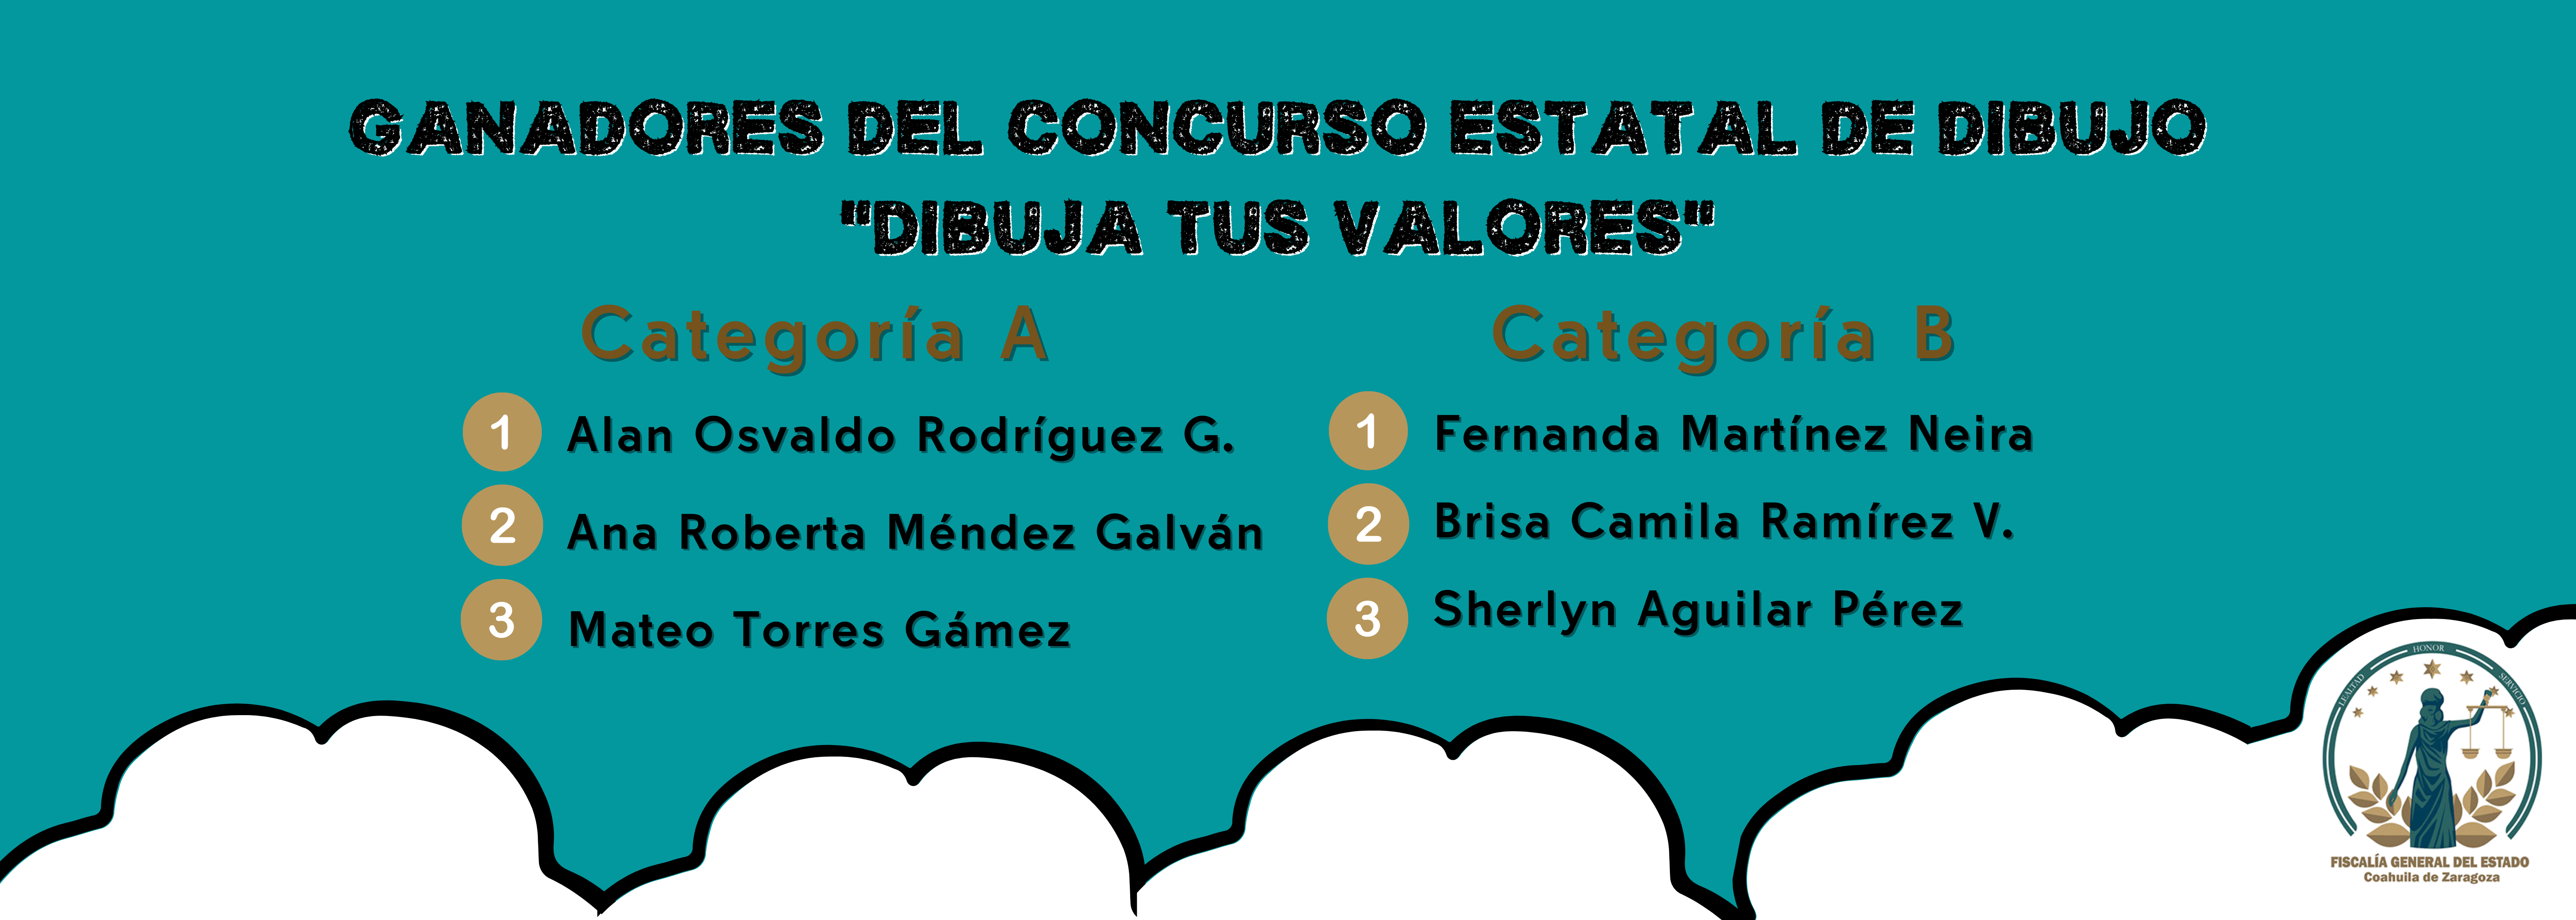 GANADORES DEL CONCURSO ESTATAL DE DIBUJO
"DIBUJA TUS VALORES"
Categoría A
1 Alan Osvaldo Rodríguez G.
2 Ana Roberta Méndez Galván
3 Mateo Torres Gámez
Categoría B
1 Fernanda Martínez Neira
2 Brisa Camila Ramírez V.
3 Sherlyn Aguilar Pérez
LEALTAD HONOR SERVICIO
FISCALÍA GENERAL DEL ESTADO
Coahuila de Zaragoza